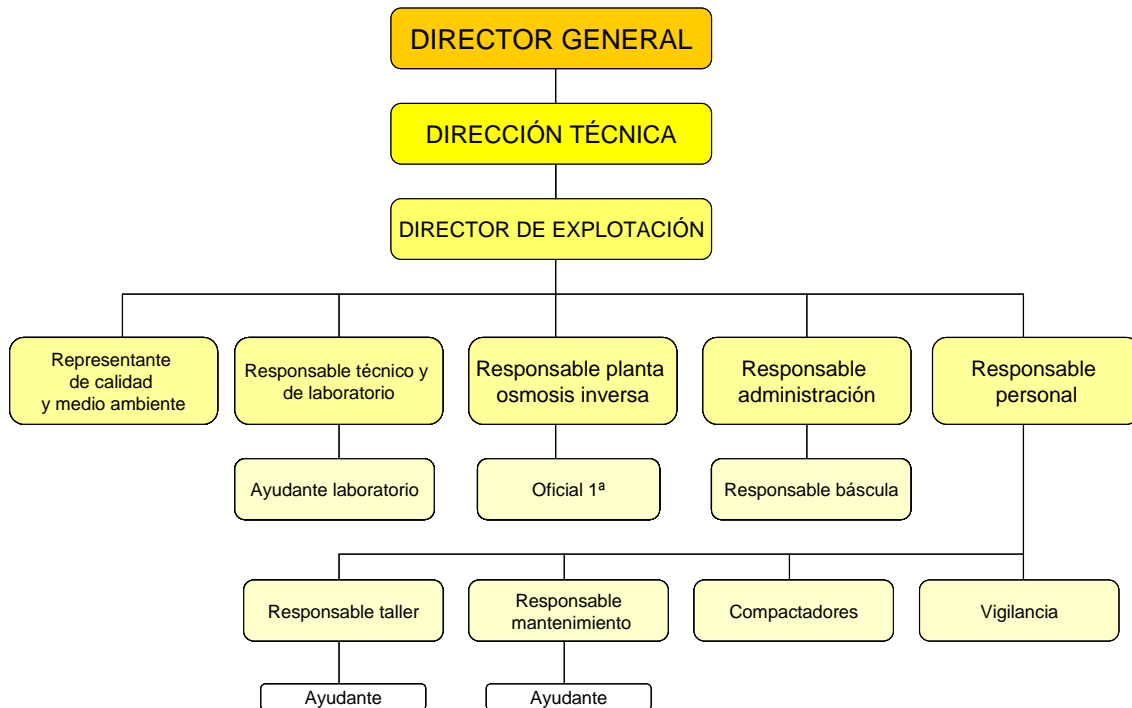 DIRECTOR GENERAL
DIRECCIÓN TÉCNICA
DIRECTOR DE EXPLOTACIÓN
Representante
de calidad
y medio ambiente
Responsable técnico y
de laboratorio
Responsable planta
osmosis inversa
Responsable
administración
Responsable
personal
Ayudante laboratorio
Oficial 1ª
Responsable báscula
Responsable taller
Responsable
mantenimiento
Compactadores
Vigilancia
Ayudante
Ayudante